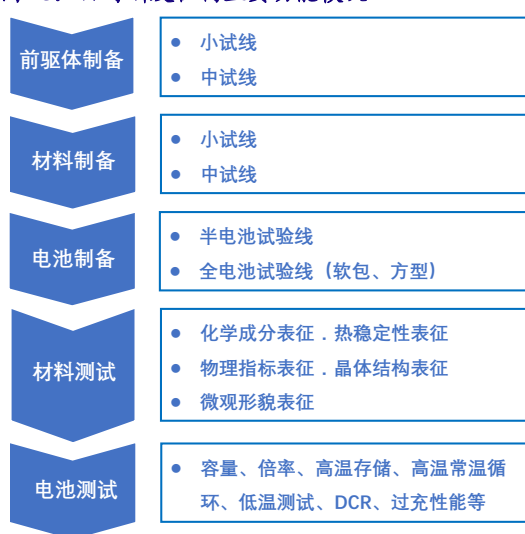 前驱体制备
● 小试线
● 中试线
材料制备
● 小试线
● 中试线
电池制备
● 半电池试验线
● 全电池试验线（软包、方型）
材料测试
● 化学成分表征．热稳定性表征
● 物理指标表征．晶体结构表征
● 微观形貌表征
电池测试
● 容量、倍率、高温存储、高温常温循
环、低温测试、DCR、过充性能等